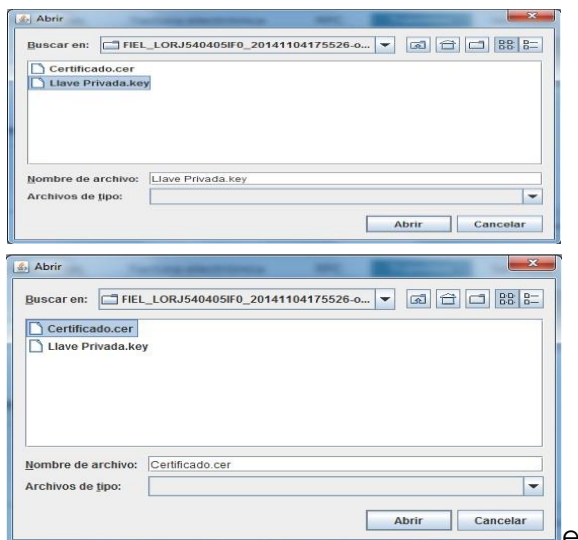 Abrir
Buscar en: FIEL_LORJ540405IF0_20141104175526-o...
Certificado.cer
Llave Privada.key
Nombre de archivo: Llave Privada.key
Archivos de tipo:
Abrir Cancelar
Abrir
Buscar en: FIEL_LORJ540405IF0_20141104175526-o...
Certificado.cer
Llave Privada.key
Nombre de archivo: Certificado.cer
Archivos de tipo:
Abrir Cancelar
e